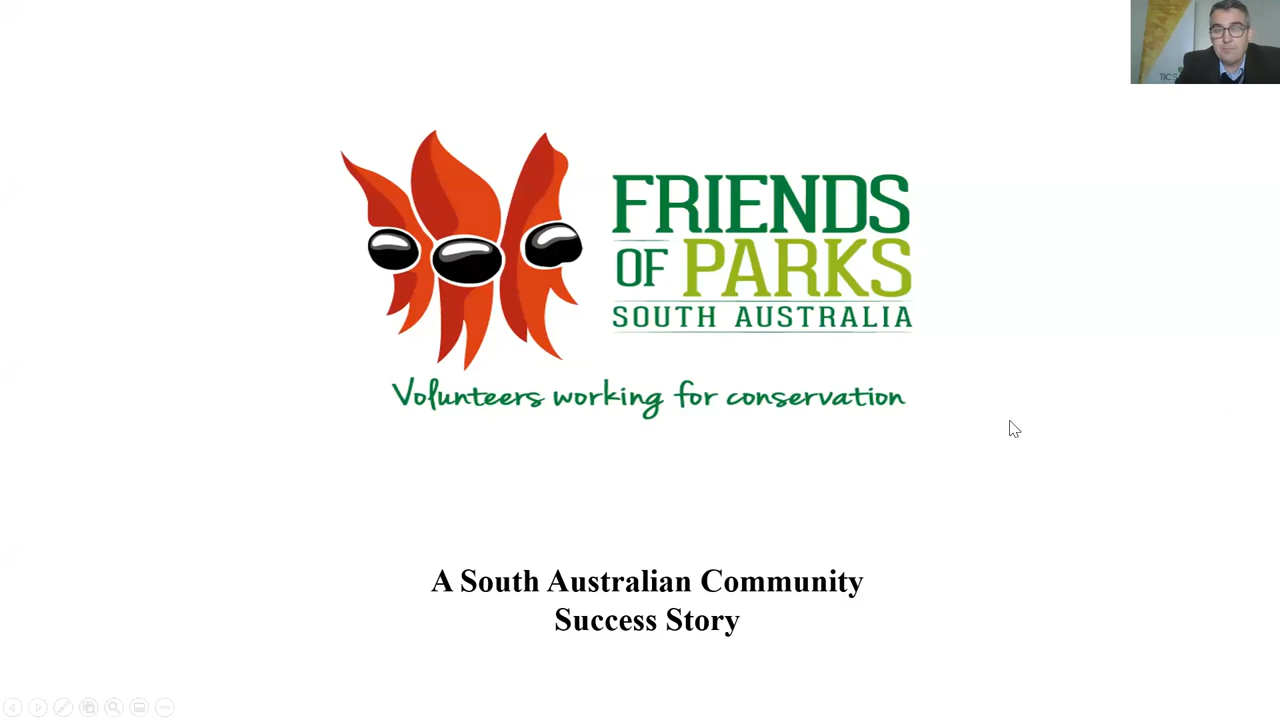 FRIENDS
OF PARKS
SOUTH AUSTRALIA
Volunteers working for conservation
A South Australian Community
Success Story